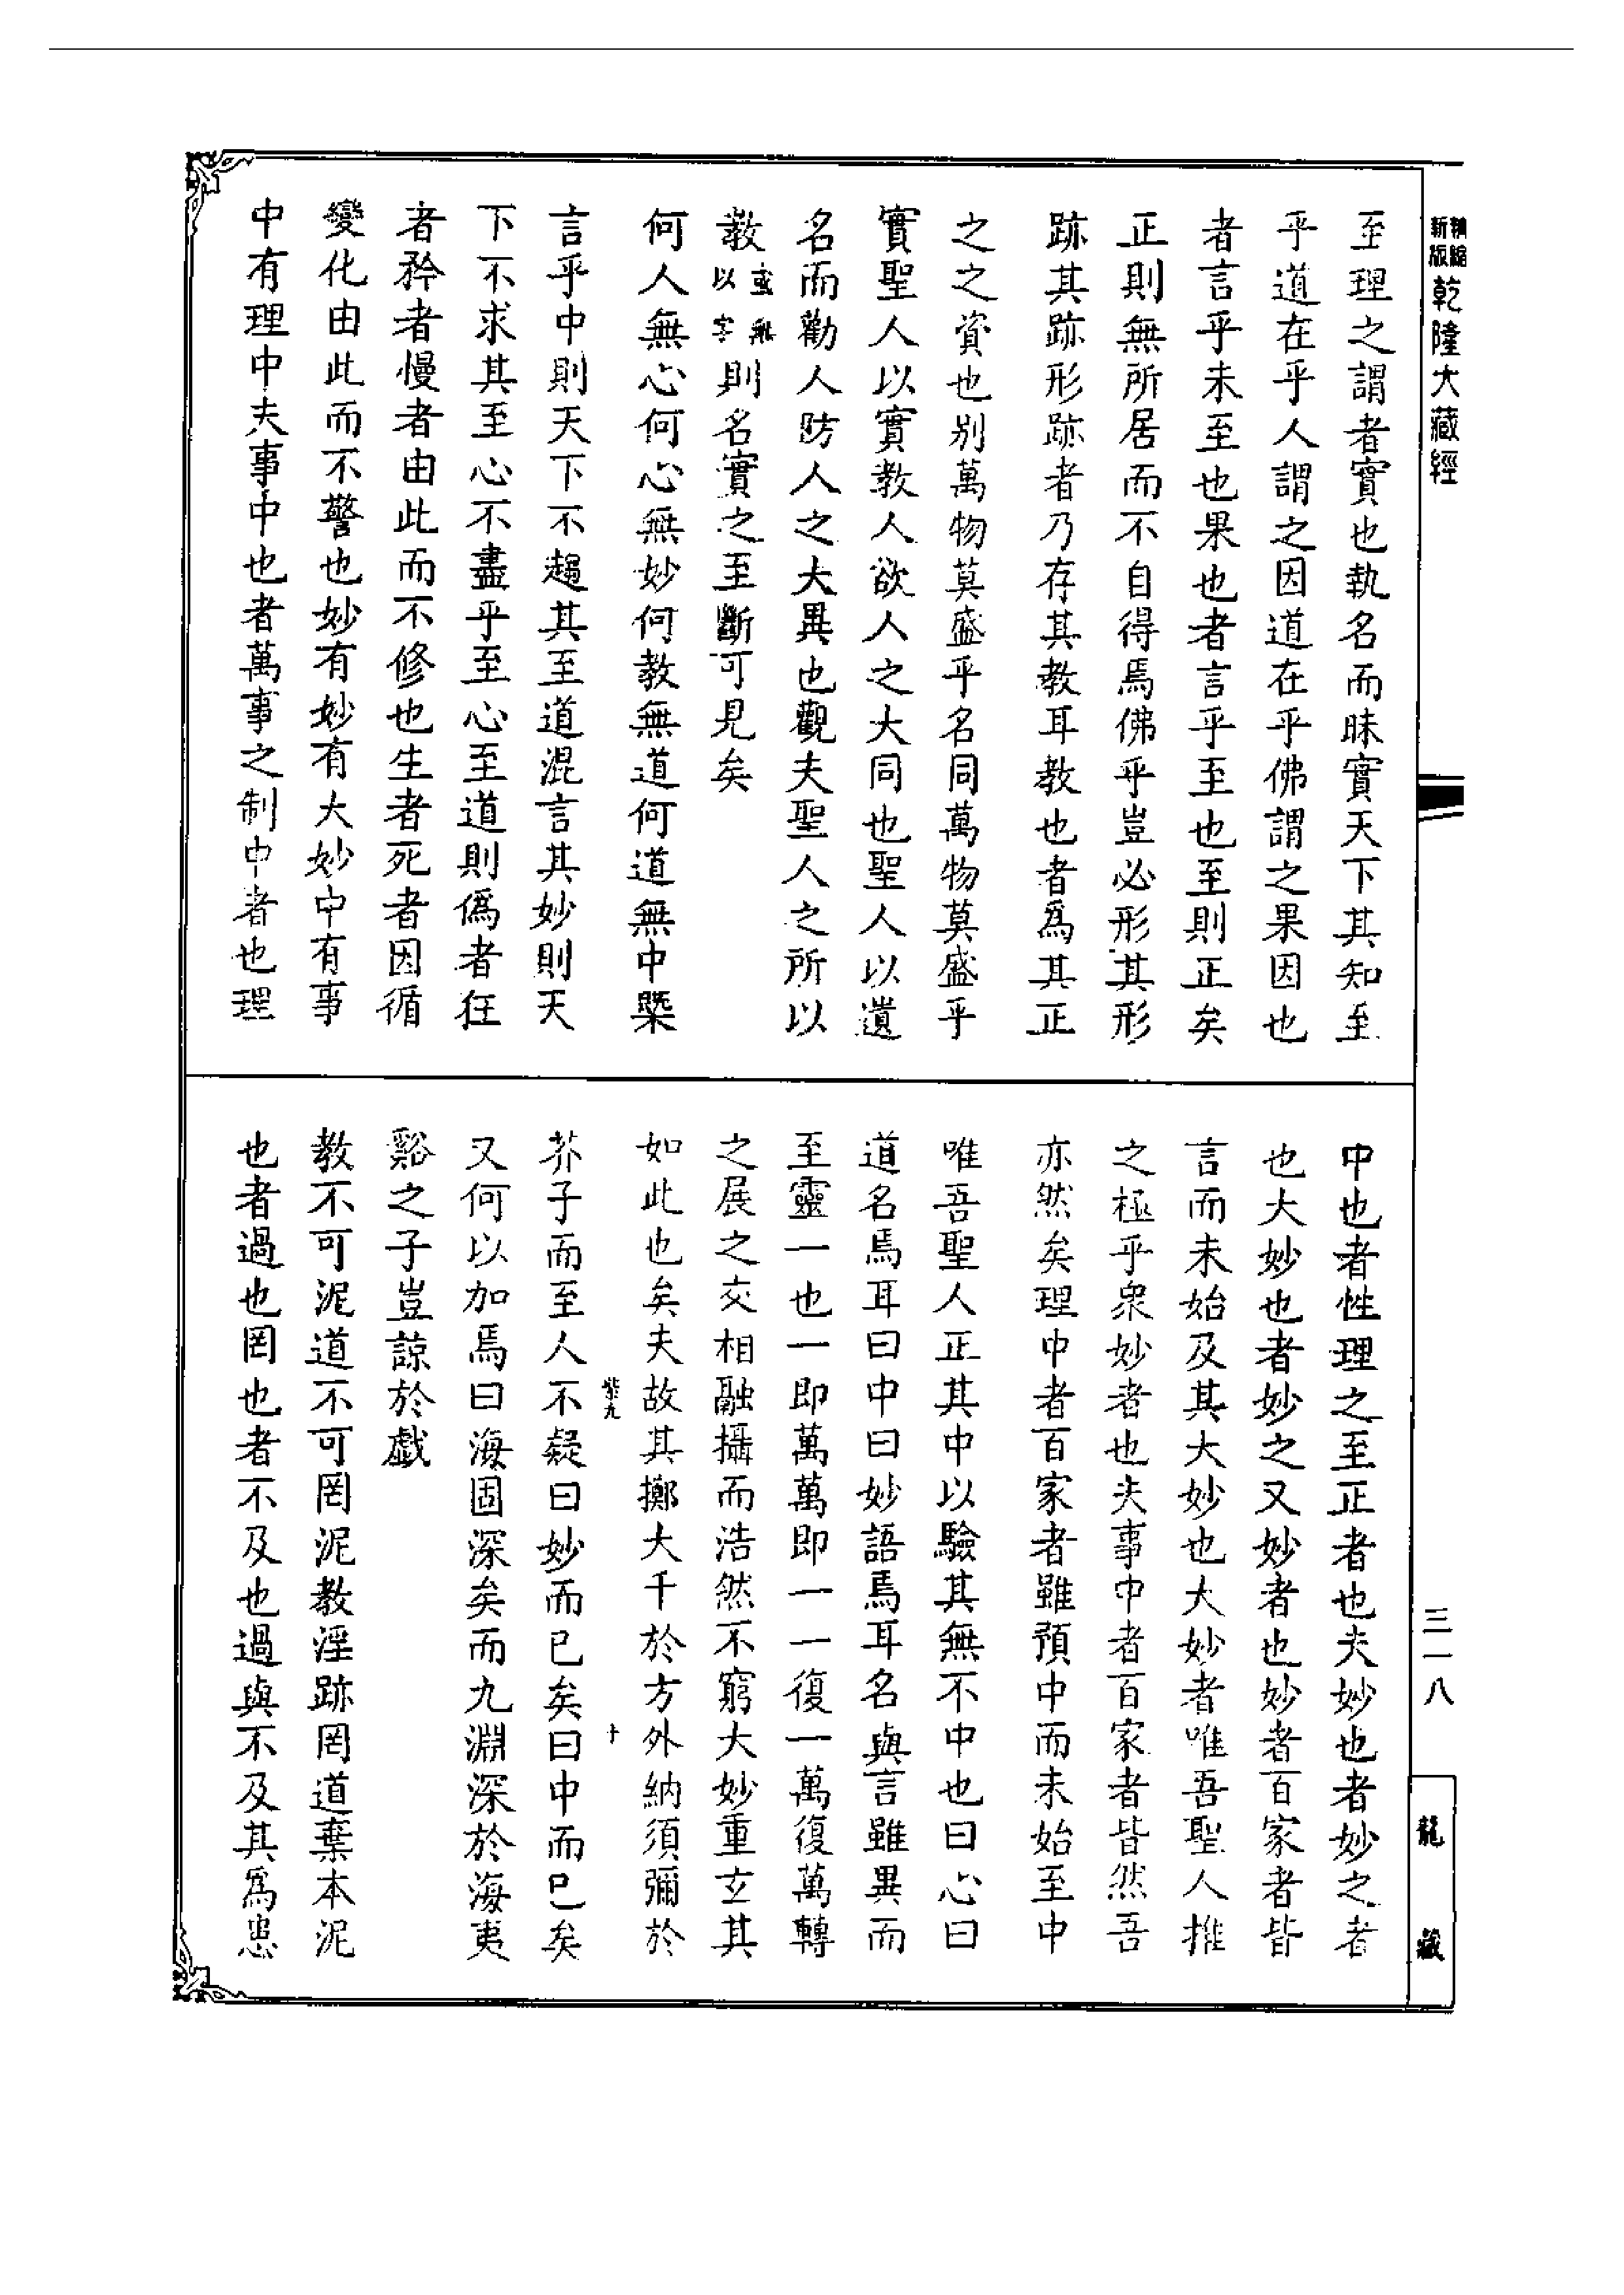 精縮
新版
乾隆大藏經
三一八
龍藏
至理之謂者實也執名而昧實天下其知至
乎道在乎人謂之因道在乎佛謂之果因也
者言乎未至也果也者言乎至也至則正矣
正則無所居而不自得焉佛乎豈必形其形
跡其跡形跡者乃存其教耳教也者爲其正
之之資也別萬物莫盛乎名同萬物莫盛乎
實聖人以實教人欲人之大同也聖人以遺
名而勸人防人之大異也觀夫聖人之所以
教或無以字則名實之至斷可見矣
何人無心何心無妙何教無道何道無中槩
言乎中則天下不趨其至道混言其妙則天
下不求其至心不盡乎至心至道則僞者狂
者矜者慢者由此而不修也生者死者因循
變化由此而不警也妙有妙有大妙中有事
中有理中夫事中也者萬事之制中者也理
中也者性理之至正者也夫妙也者妙之者
也大妙也者妙之又妙者也妙者百家者皆
言而未始及其大妙也大妙者唯吾聖人推
之極乎衆妙者也夫事中者百家者皆然吾
亦然矣理中者百家者雖預中而未始至中
唯吾聖人正其中以驗其無不中也曰心曰
道名焉耳曰中曰妙語焉耳名與言雖異而
至靈一也一即萬萬即一一復一萬復萬轉
之展之交相融攝而浩然不窮大妙重玄其
如此也矣夫故其擲大千於方外納須彌於
紫九
十
芥子而至人不疑曰妙而已矣曰中而已矣
又何以加焉曰海固深矣而九淵深於海夷
谿之子豈諒於戲
教不可泥道不可罔泥教淫跡罔道棄本泥
也者過也罔也者不及也過與不及其爲患